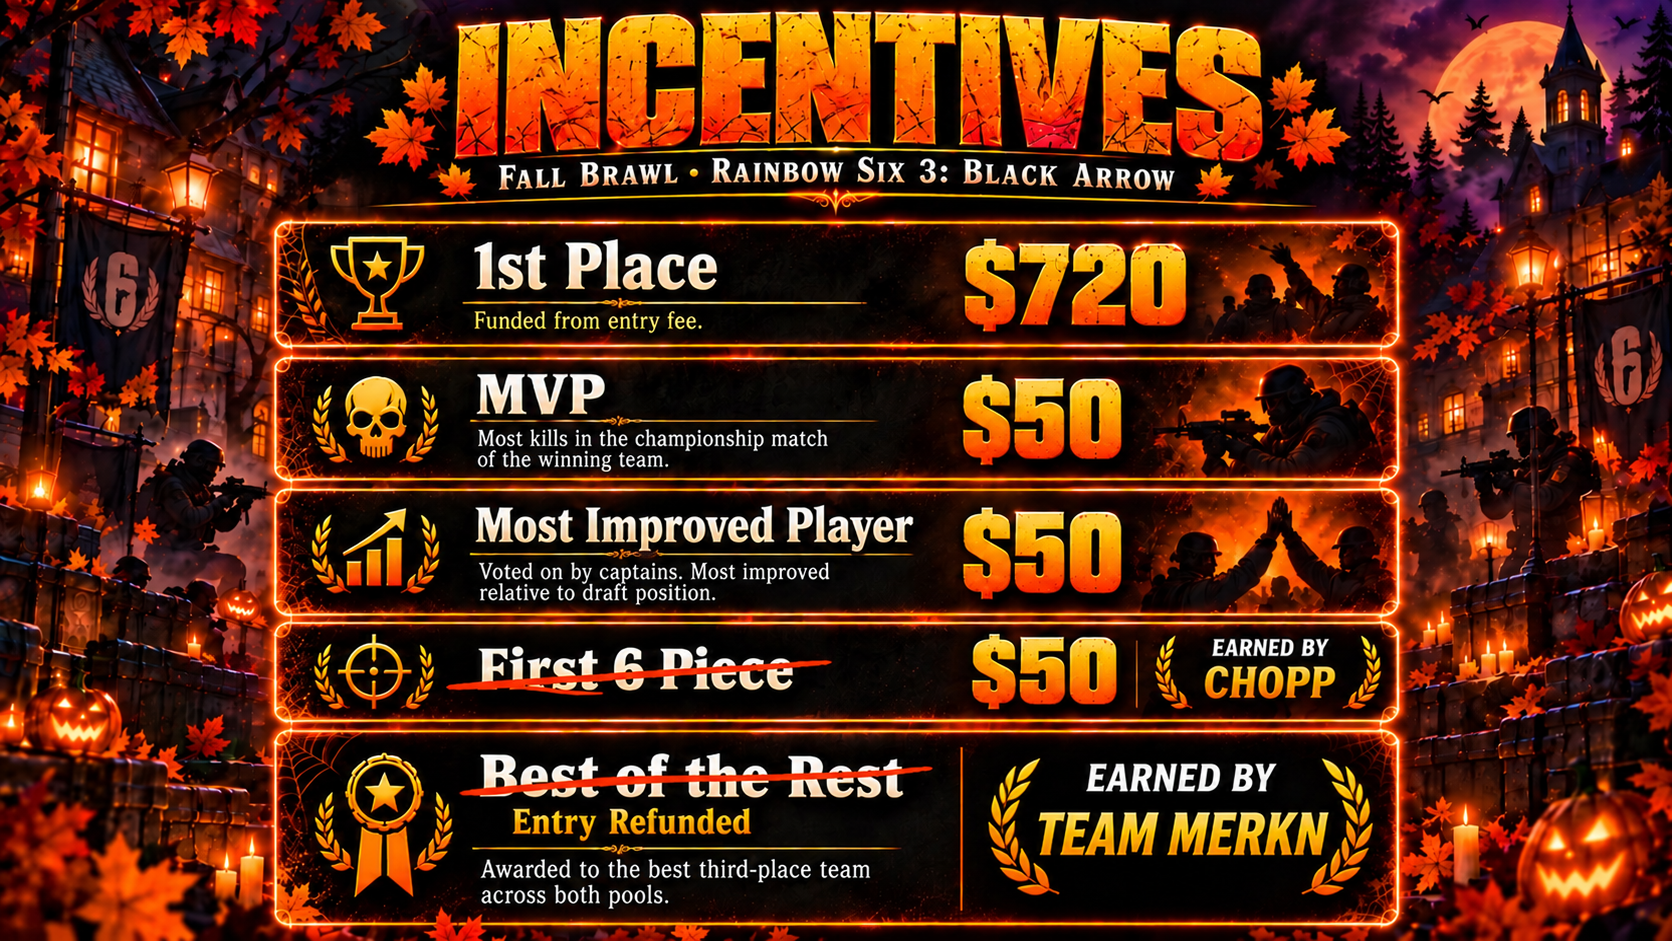 INCENTIVES
FALL BRAWL • RAINBOW SIX 3: BLACK ARROW
6
6
1st Place
Funded from entry fee.
$720
MVP
Most kills in the championship match
of the winning team.
$50
Most Improved Player
Voted on by captains. Most improved
relative to draft position.
$50
First 6 Piece
$50
EARNED BY
CHOPP
Best of the Rest
Entry Refunded
Awarded to the best third-place team
across both pools.
EARNED BY
TEAM MERKN